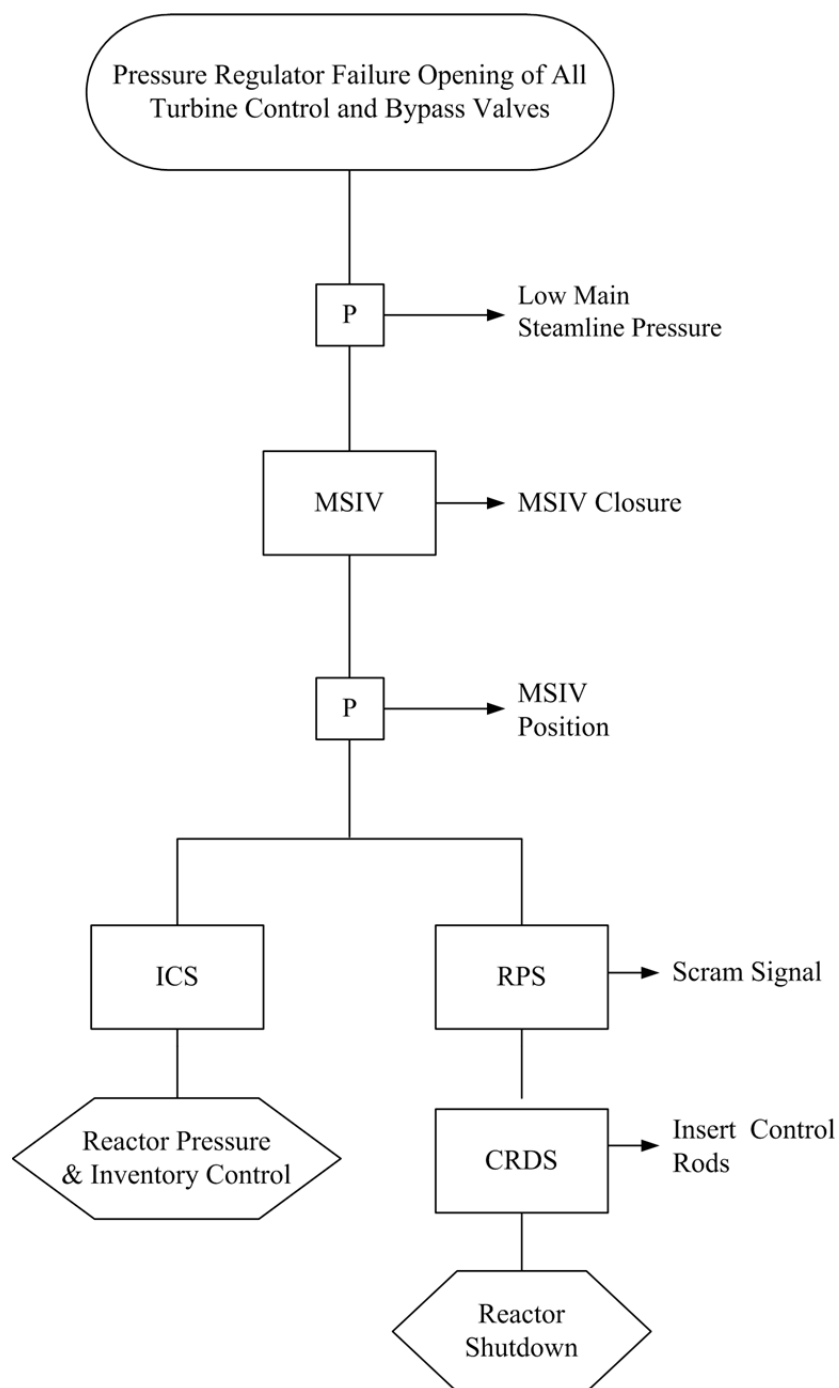 Pressure Regulator Failure Opening of All
Turbine Control and Bypass Valves
P
Low Main
Steamline Pressure
MSIV
MSIV Closure
P
MSIV
Position
ICS
RPS
Scram Signal
Reactor Pressure
& Inventory Control
CRDS
Insert Control
Rods
Reactor
Shutdown